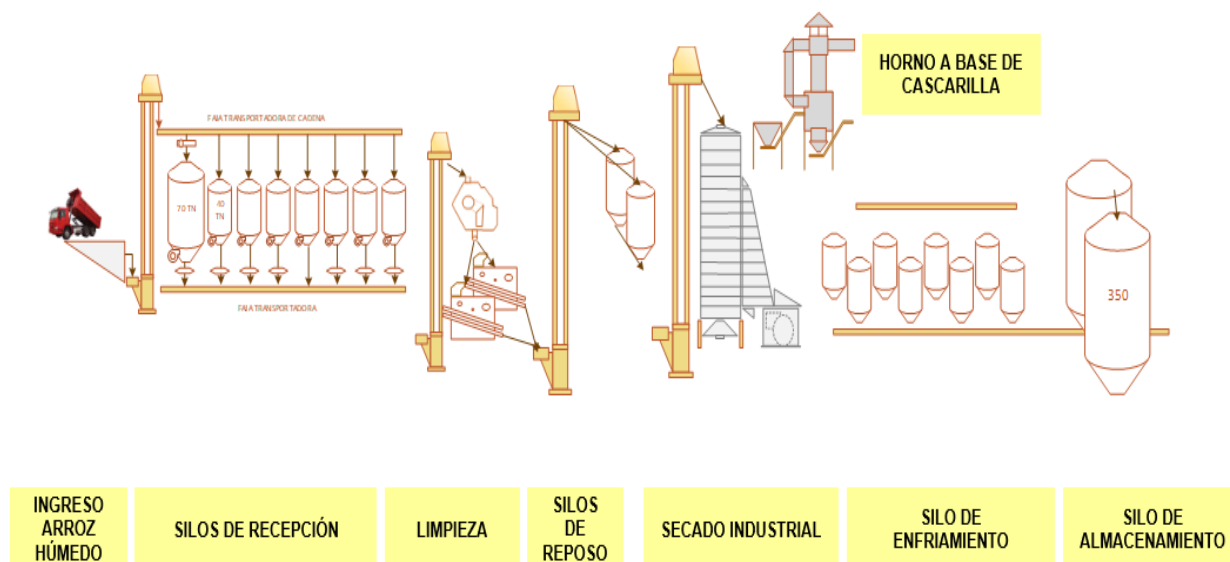 HORNO A BASE DE
CASCARILLA
FAJA TRANSPORTADORA DE CADENA
70 TN
40
TN
350
FAJA TRANSPORTADORA
INGRESO
ARROZ
HÚMEDO
SILOS DE RECEPCIÓN
LIMPIEZA
SILOS
DE
REPOSO
SECADO INDUSTRIAL
SILO DE
ENFRIAMIENTO
SILO DE
ALMACENAMIENTO